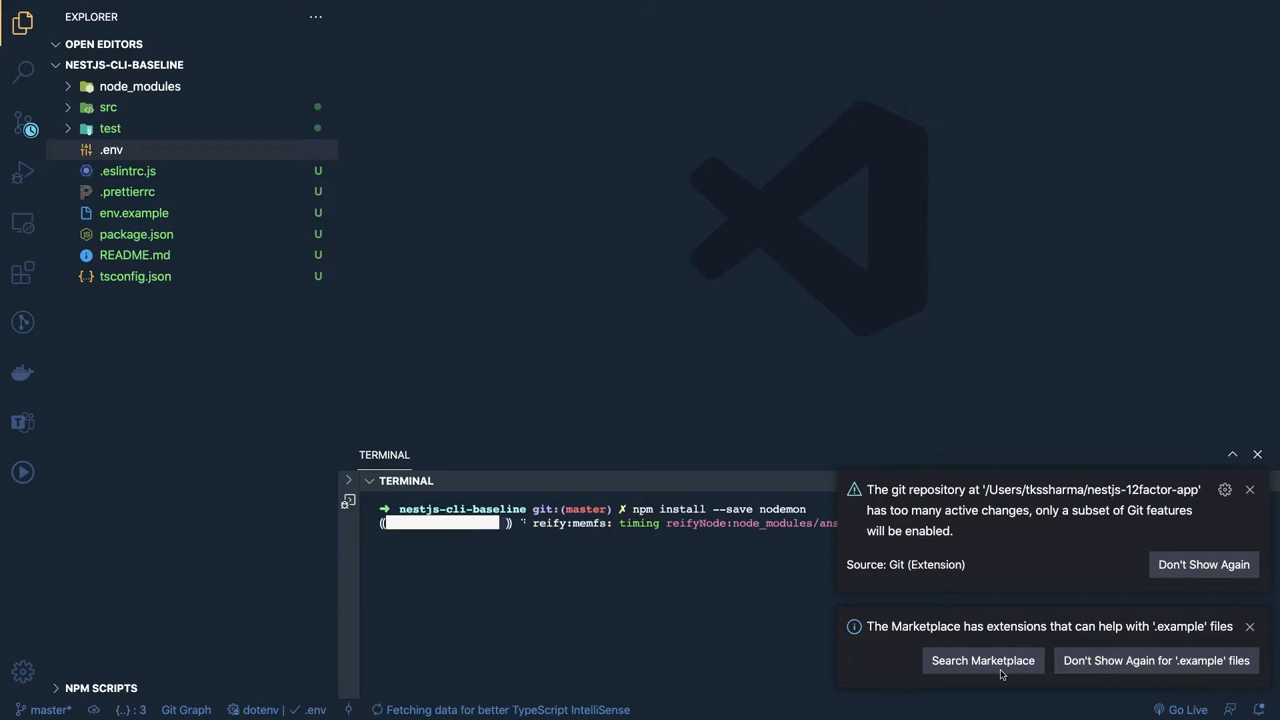 EXPLORER
OPEN EDITORS
NESTJS-CLI-BASELINE
node_modules
src
test
.env
.eslintrc.js U
.prettierrc U
env.example U
package.json U
README.md U
tsconfig.json U
NPM SCRIPTS
TERMINAL
TERMINAL
➜ nestjs-cli-baseline git:(master) ✗ npm install --save nodemon
reify:memfs: timing reifyNode:node_modules/ans
The git repository at '/Users/tkssharma/nestjs-12factor-app'
has too many active changes, only a subset of Git features
will be enabled.
Source: Git (Extension)
Don't Show Again
The Marketplace has extensions that can help with '.example' files
Search Marketplace
Don't Show Again for '.example' files
master* {..} : 3 Git Graph dotenv | ✓ .env Fetching data for better TypeScript IntelliSense Go Live